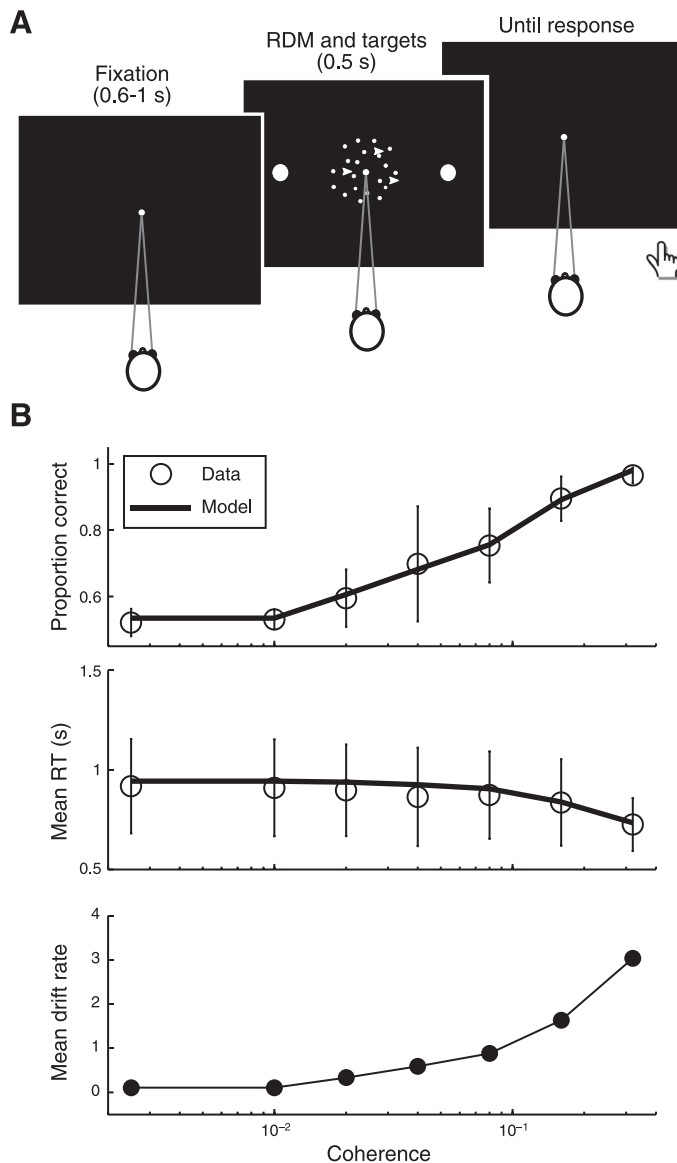 A
Fixation
(0.6-1 s)
RDM and targets
(0.5 s)
Until response
B
Proportion correct
1
0.8
0.6
Data
Model
Mean RT (s)
1.5
1
0.5
Mean drift rate
4
3
2
1
0
10⁻²
10⁻¹
Coherence